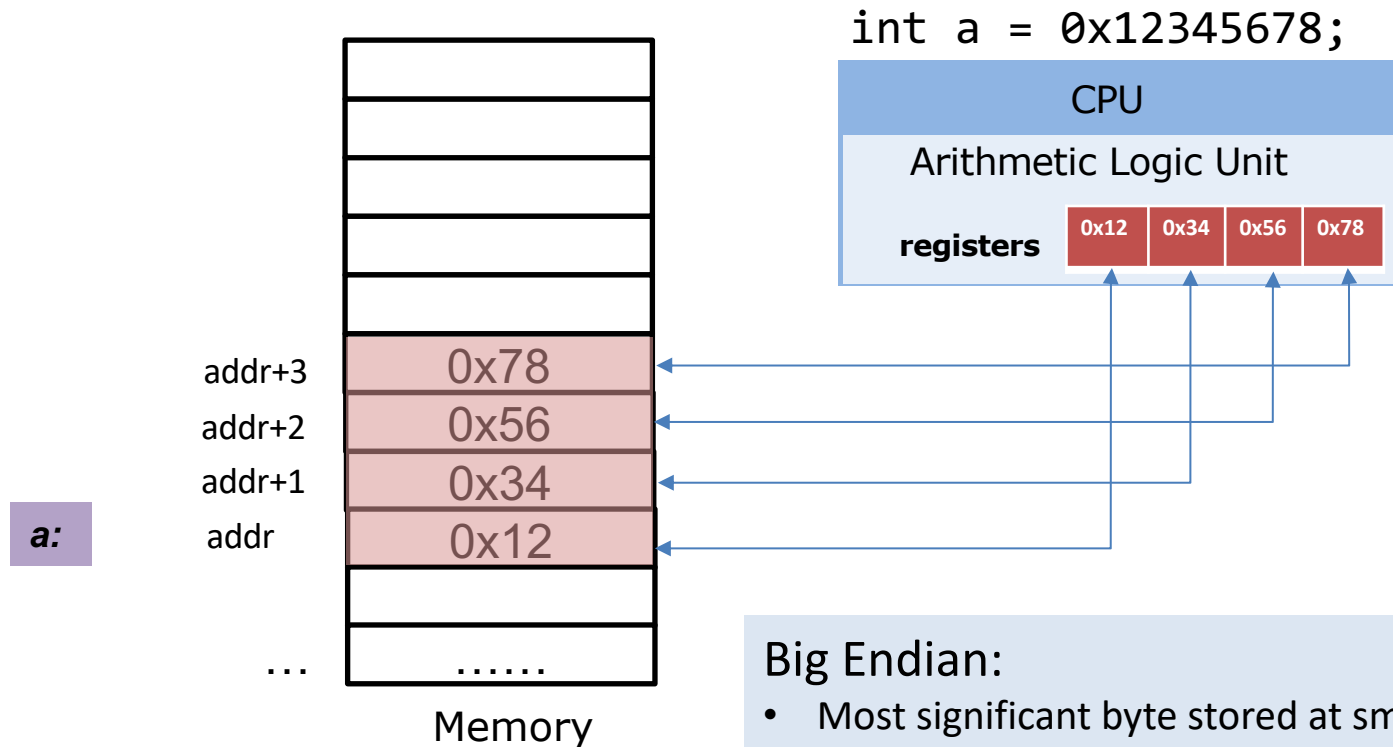 int a = 0x12345678;
CPU
Arithmetic Logic Unit
registers 0x12 0x34 0x56 0x78
addr+3 0x78
addr+2 0x56
addr+1 0x34
a: addr 0x12
... ......
Memory
Big Endian:
• Most significant byte stored at